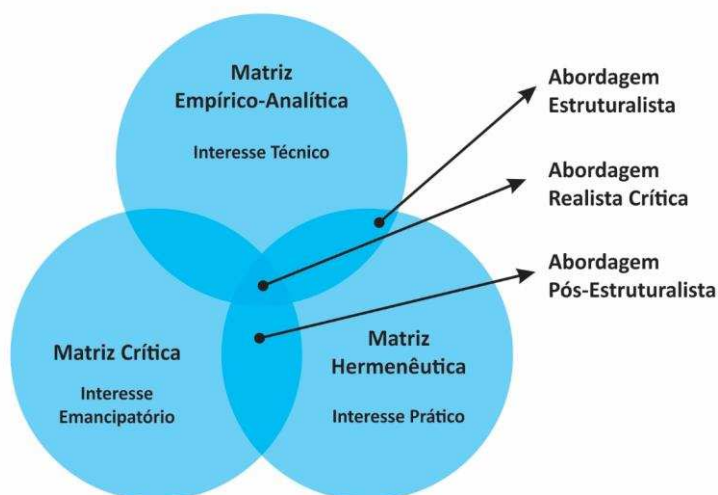 Matriz
Empírico-Analítica
Interesse Técnico
Abordagem
Estruturalista
Abordagem
Realista Crítica
Abordagem
Pós-Estruturalista
Matriz Crítica
Interesse
Emancipatório
Matriz
Hermenêutica
Interesse Prático